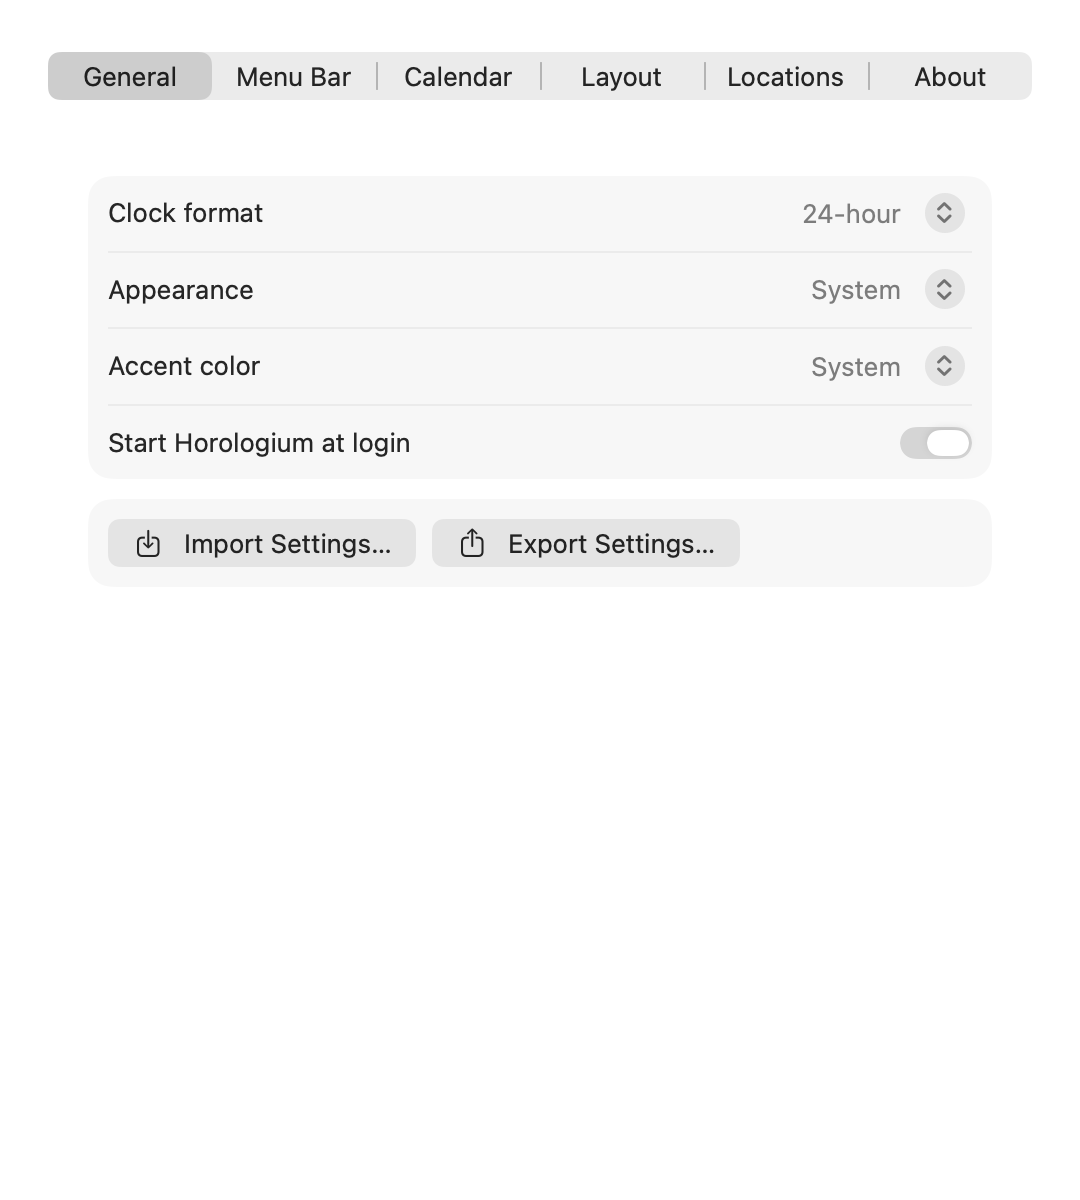 General
Menu Bar
Calendar
Layout
Locations
About
Clock format
24-hour
Appearance
System
Accent color
System
Start Horologium at login
Import Settings...
Export Settings...